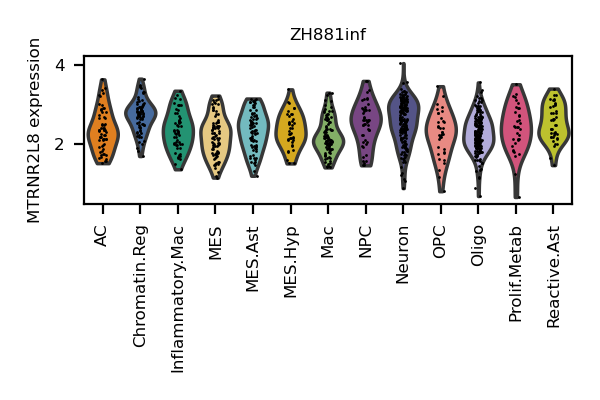 ZH881inf
MTRNR2L8 expression
4
2
AC
Chromatin.Reg
Inflammatory.Mac
MES
MES.Ast
MES.Hyp
Mac
NPC
Neuron
OPC
Oligo
Prolif.Metab
Reactive.Ast